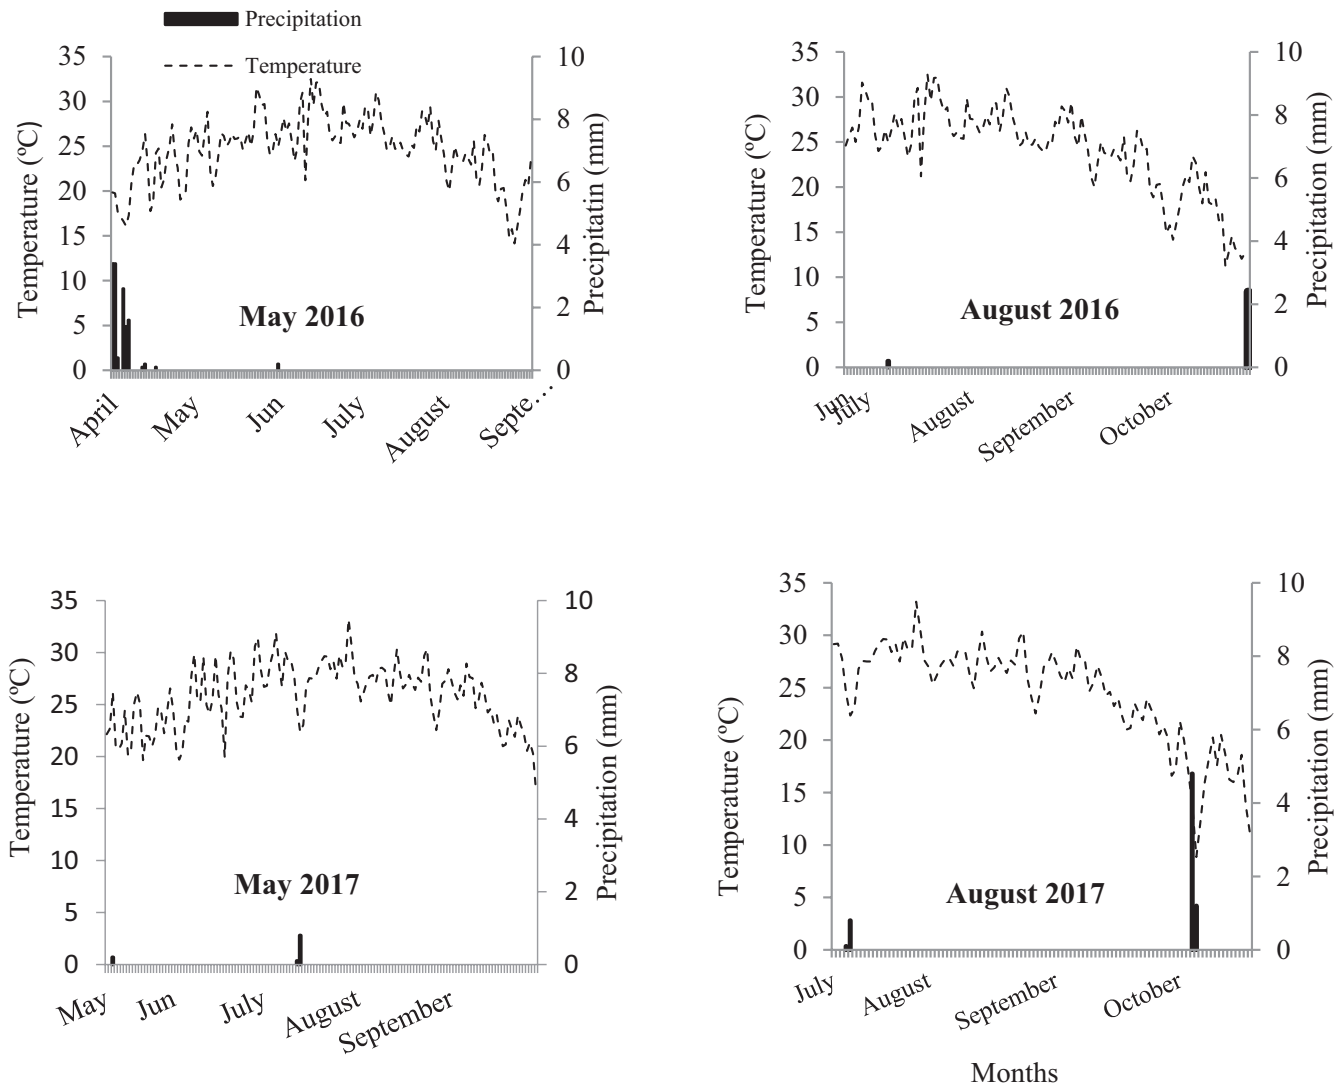 Precipitation
Temperature
35
30
25
20
15
10
5
0
Temperature (ºC)
10
8
6
4
2
0
Precipitatin (mm)
May 2016
April
May
Jun
July
August
Septe…
35
30
25
20
15
10
5
0
Temperature (ºC)
10
8
6
4
2
0
Precipitation (mm)
August 2016
Jun
July
August
September
October
35
30
25
20
15
10
5
0
Temperature (ºC)
10
8
6
4
2
0
Precipitation (mm)
May 2017
May
Jun
July
August
September
35
30
25
20
15
10
5
0
Temperature (ºC)
10
8
6
4
2
0
Precipitation (mm)
August 2017
July
August
September
October
Months